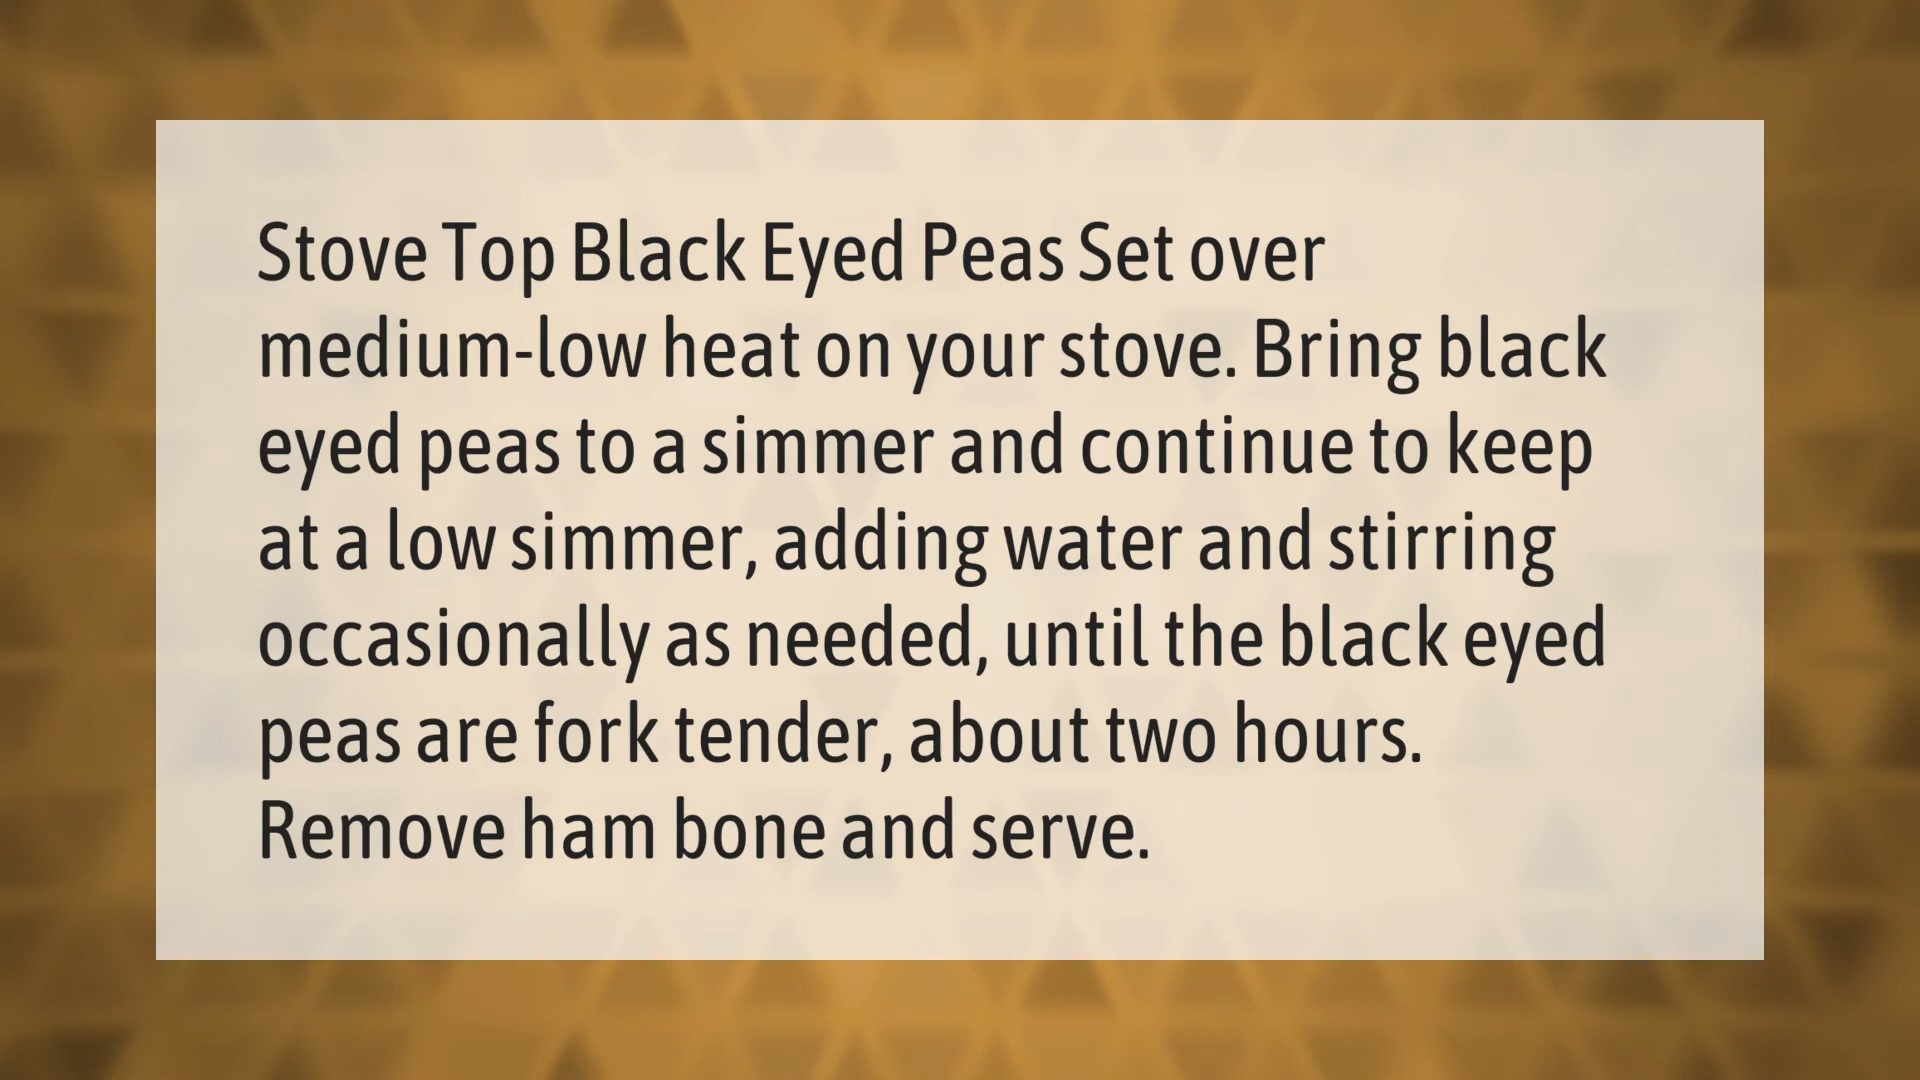 Stove Top Black Eyed Peas Set over
medium-low heat on your stove. Bring black
eyed peas to a simmer and continue to keep
at a low simmer, adding water and stirring
occasionally as needed, until the black eyed
peas are fork tender, about two hours.
Remove ham bone and serve.